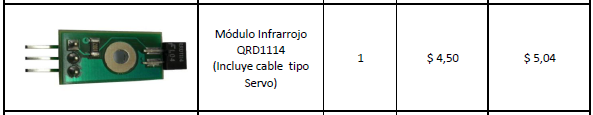 Módulo Infrarrojo
QRD1114
(Incluye cable tipo
Servo)
1
$ 4,50
$ 5,04